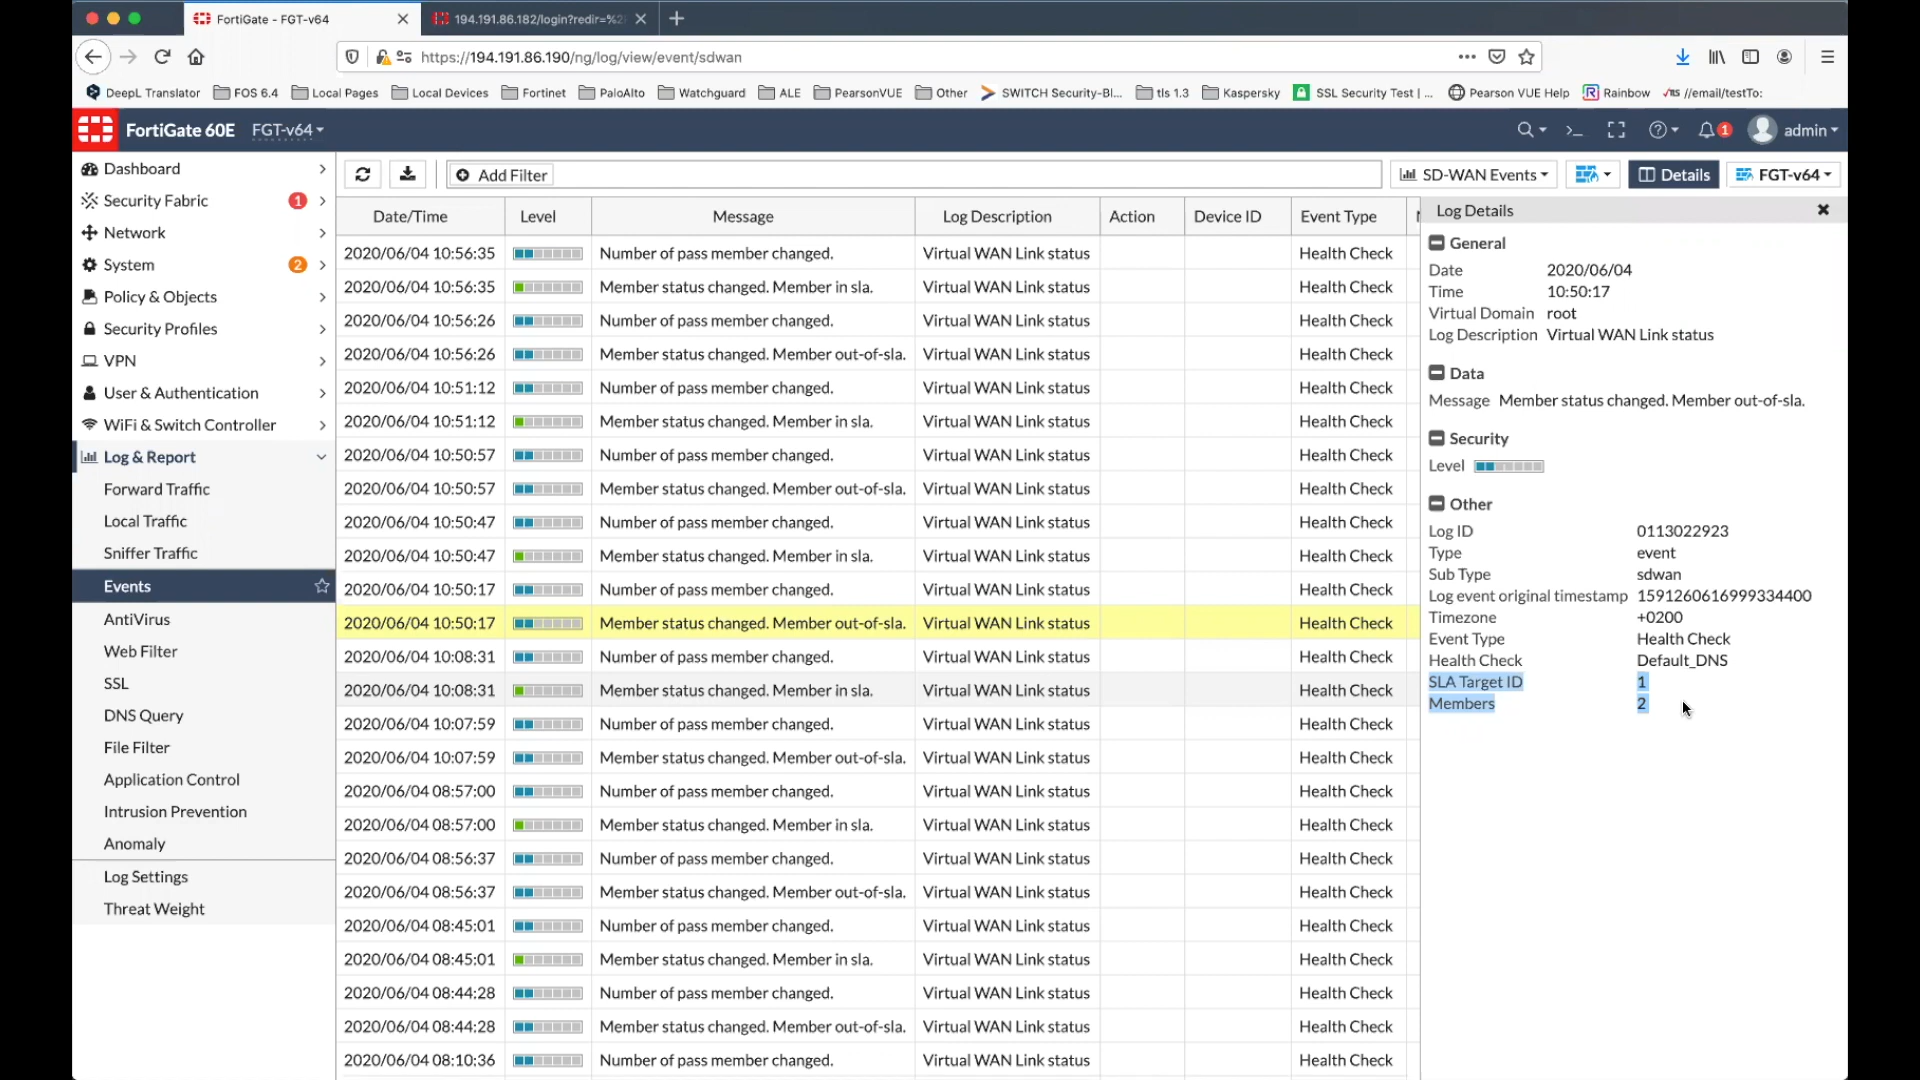 FortiGate - FGT-v64
194.191.86.182/login?redir=%2
https://194.191.86.190/ng/log/view/event/sdwan
DeepL Translator FOS 6.4 Local Pages Local Devices Fortinet PaloAlto Watchguard ALE PearsonVUE Other SWITCH Security-Bl... tls 1.3 Kaspersky SSL Security Test | ... Pearson VUE Help Rainbow //email/testTo:
FortiGate 60E FGT-v64 1 admin
Dashboard
Security Fabric 1
Network
System 2
Policy & Objects
Security Profiles
VPN
User & Authentication
WiFi & Switch Controller
Log & Report
Forward Traffic
Local Traffic
Sniffer Traffic
Events
AntiVirus
Web Filter
SSL
DNS Query
File Filter
Application Control
Intrusion Prevention
Anomaly
Log Settings
Threat Weight
Add Filter SD-WAN Events Details FGT-v64
Date/Time Level Message Log Description Action Device ID Event Type
2020/06/04 10:56:35 Number of pass member changed. Virtual WAN Link status Health Check
2020/06/04 10:56:35 Member status changed. Member in sla. Virtual WAN Link status Health Check
2020/06/04 10:56:26 Number of pass member changed. Virtual WAN Link status Health Check
2020/06/04 10:56:26 Member status changed. Member out-of-sla. Virtual WAN Link status Health Check
2020/06/04 10:51:12 Number of pass member changed. Virtual WAN Link status Health Check
2020/06/04 10:51:12 Member status changed. Member in sla. Virtual WAN Link status Health Check
2020/06/04 10:50:57 Number of pass member changed. Virtual WAN Link status Health Check
2020/06/04 10:50:57 Member status changed. Member out-of-sla. Virtual WAN Link status Health Check
2020/06/04 10:50:47 Number of pass member changed. Virtual WAN Link status Health Check
2020/06/04 10:50:47 Member status changed. Member in sla. Virtual WAN Link status Health Check
2020/06/04 10:50:17 Number of pass member changed. Virtual WAN Link status Health Check
2020/06/04 10:50:17 Member status changed. Member out-of-sla. Virtual WAN Link status Health Check
2020/06/04 10:08:31 Number of pass member changed. Virtual WAN Link status Health Check
2020/06/04 10:08:31 Member status changed. Member in sla. Virtual WAN Link status Health Check
2020/06/04 10:07:59 Number of pass member changed. Virtual WAN Link status Health Check
2020/06/04 10:07:59 Member status changed. Member out-of-sla. Virtual WAN Link status Health Check
2020/06/04 08:57:00 Number of pass member changed. Virtual WAN Link status Health Check
2020/06/04 08:57:00 Member status changed. Member in sla. Virtual WAN Link status Health Check
2020/06/04 08:56:37 Number of pass member changed. Virtual WAN Link status Health Check
2020/06/04 08:56:37 Member status changed. Member out-of-sla. Virtual WAN Link status Health Check
2020/06/04 08:45:01 Number of pass member changed. Virtual WAN Link status Health Check
2020/06/04 08:45:01 Member status changed. Member in sla. Virtual WAN Link status Health Check
2020/06/04 08:44:28 Number of pass member changed. Virtual WAN Link status Health Check
2020/06/04 08:44:28 Member status changed. Member out-of-sla. Virtual WAN Link status Health Check
2020/06/04 08:10:36 Number of pass member changed. Virtual WAN Link status Health Check
Log Details
General
Date 2020/06/04
Time 10:50:17
Virtual Domain root
Log Description Virtual WAN Link status
Data
Message Member status changed. Member out-of-sla.
Security
Level
Other
Log ID 0113022923
Type event
Sub Type sdwan
Log event original timestamp 1591260616999334400
Timezone +0200
Event Type Health Check
Health Check Default_DNS
SLA Target ID 1
Members 2